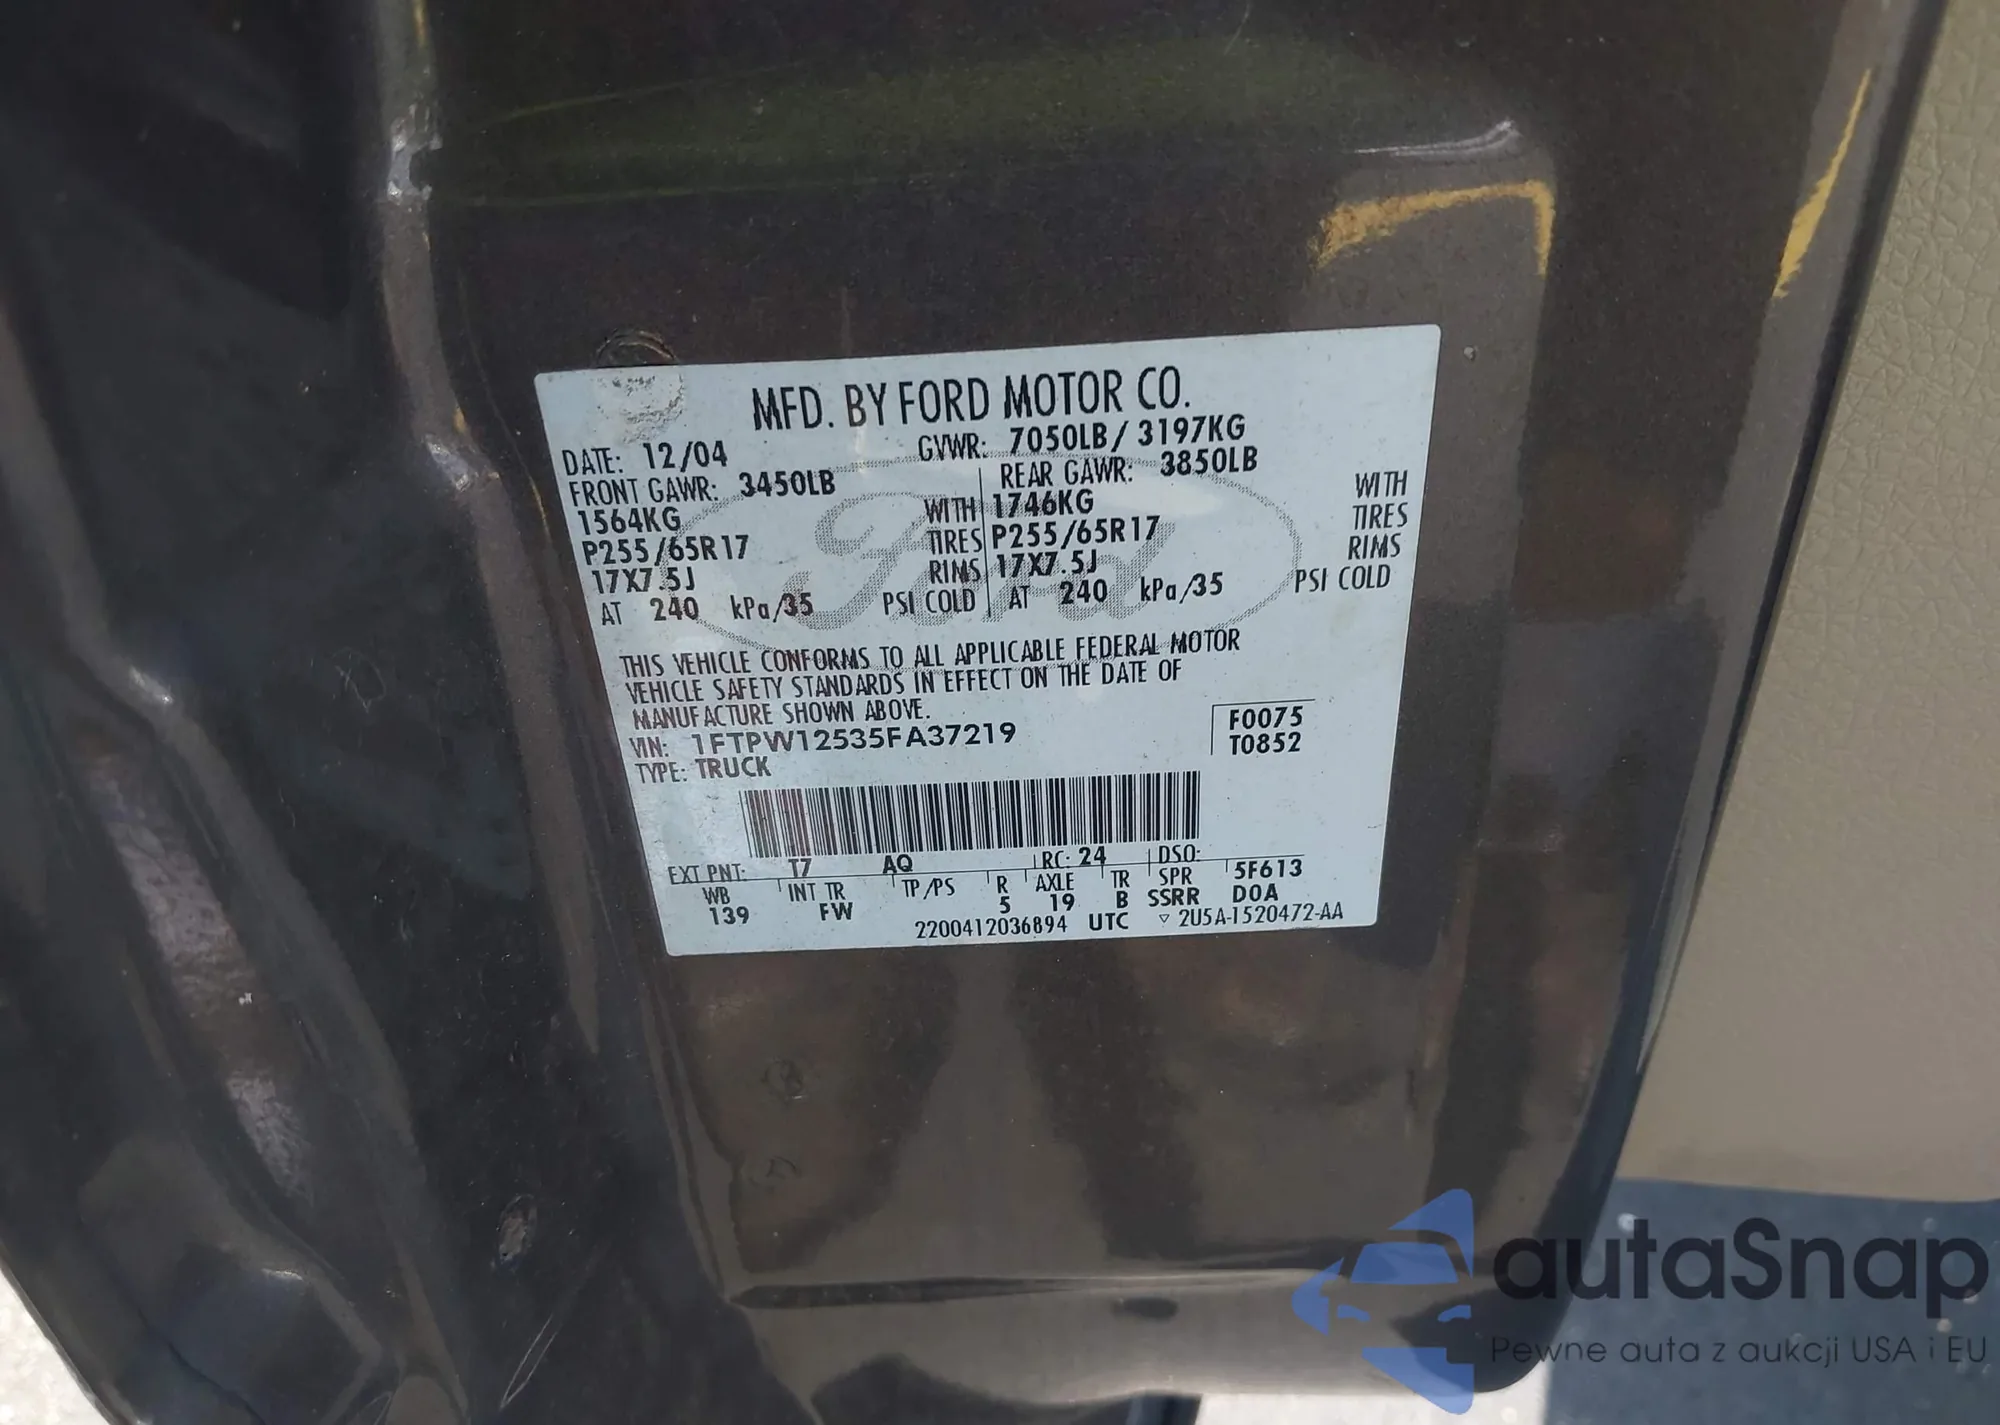 MFD. BY FORD MOTOR CO.
DATE: 12/04 GVWR: 7050LB / 3197KG
FRONT GAWR: 3450LB REAR GAWR: 3850LB
1564KG WITH 1746KG WITH
P255/65R17 TIRES P255/65R17 TIRES
17X7.5J RIMS 17X7.5J RIMS
AT 240 kPa/35 PSI COLD AT 240 kPa/35 PSI COLD
Ford
THIS VEHICLE CONFORMS TO ALL APPLICABLE FEDERAL MOTOR
VEHICLE SAFETY STANDARDS IN EFFECT ON THE DATE OF
MANUFACTURE SHOWN ABOVE.
VIN: 1FTPW12535FA37219 F0075
TYPE: TRUCK T0852
EXT PNT: T7 AQ RC: 24 DSO:
WB INT TR TP/PS R AXLE TR SPR 5F613
139 FW 5 19 B SSRR D0A
2200412036894 UTC ▽ 2U5A-1520472-AA
autaSnap
Pewne auta z aukcji USA i EU